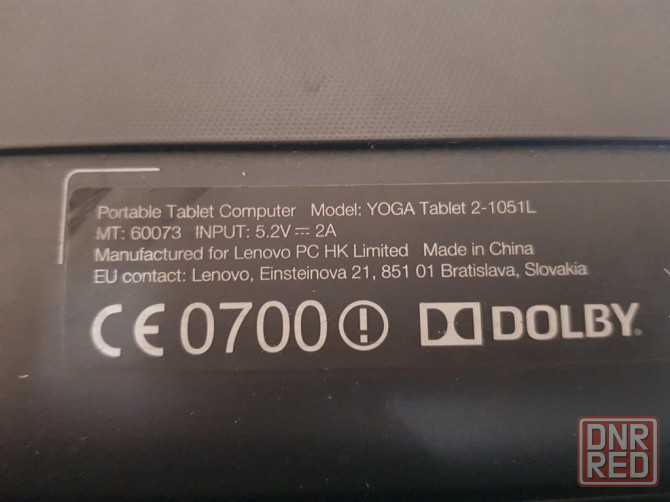 Portable Tablet Computer Model: YOGA Tablet 2-1051L
MT: 60073 INPUT: 5.2V ⎓ 2A
Manufactured for Lenovo PC HK Limited Made in China
EU contact: Lenovo, Einsteinova 21, 851 01 Bratislava, Slovakia
CE 0700 DOLBY®
DNR
RED